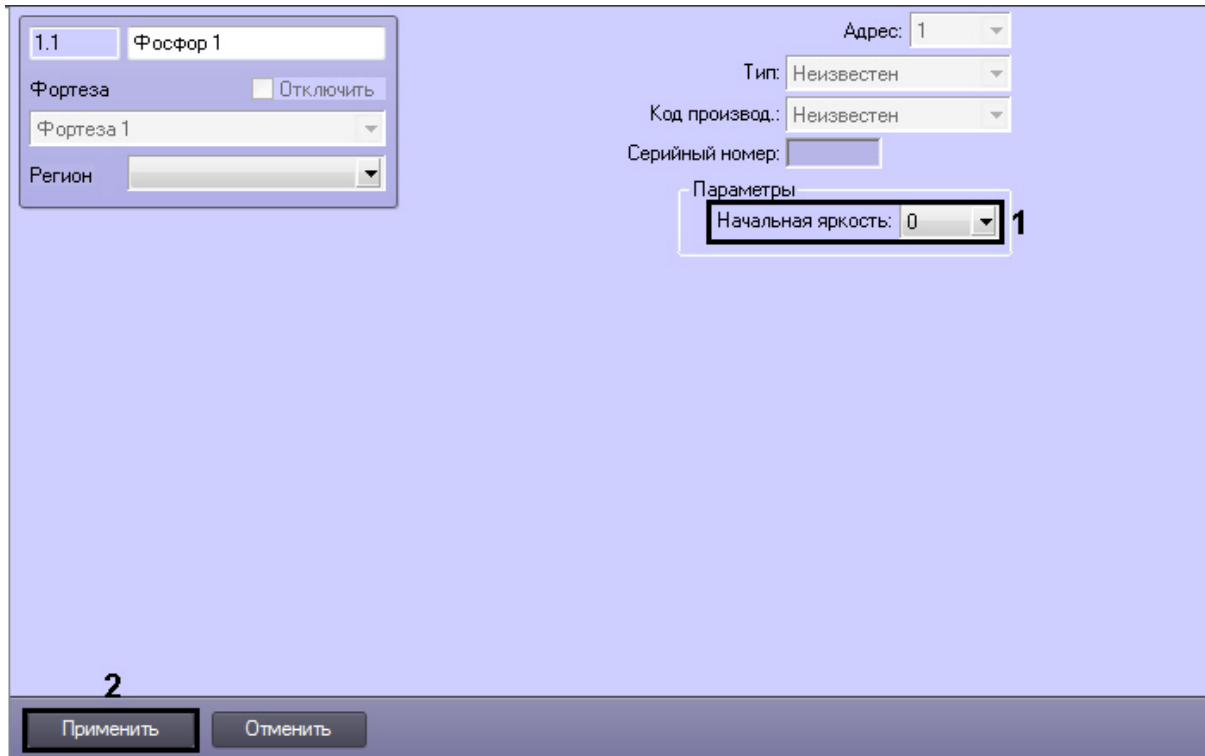 1.1
Фосфор 1
Фортеза
Отключить
Фортеза 1
Регион
Адрес: 1
Тип: Неизвестен
Код производ.: Неизвестен
Серийный номер:
Параметры
Начальная яркость: 0
1
2
Применить
Отменить